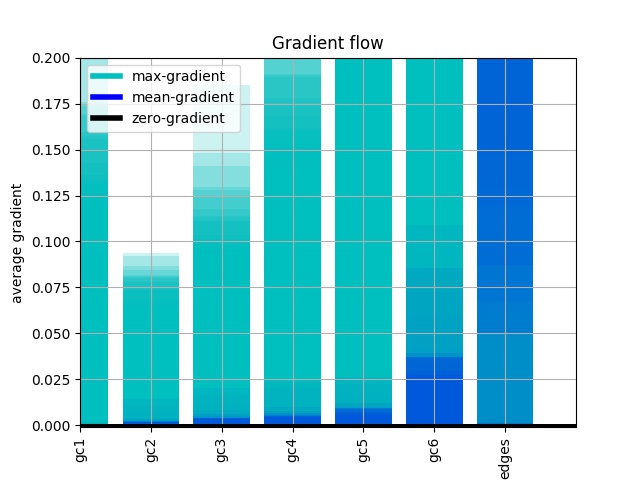 Gradient flow
max-gradient
mean-gradient
zero-gradient
average gradient
0.200
0.175
0.150
0.125
0.100
0.075
0.050
0.025
0.000
gc1
gc2
gc3
gc4
gc5
gc6
edges